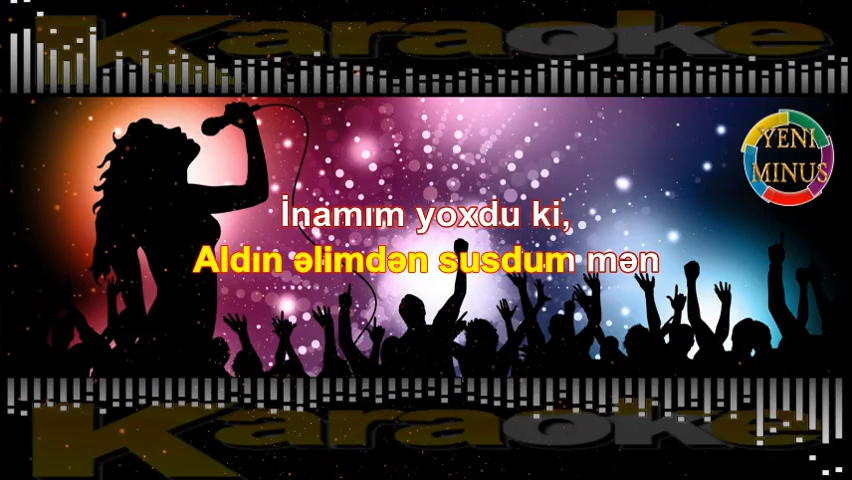 Karaoke
YENI
MINUS
İnamım yoxdu ki,
Aldın əlimdən susdum mən
Karaoke